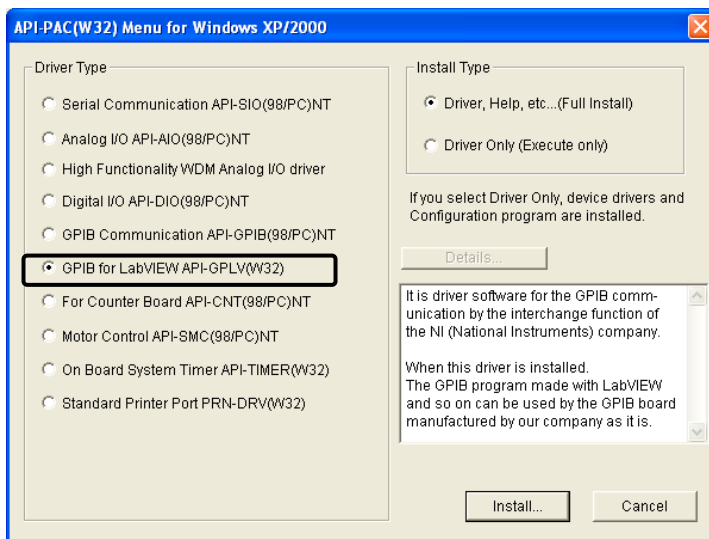 API-PAC(W32) Menu for Windows XP/2000
Driver Type
Serial Communication API-SIO(98/PC)NT
Analog I/O API-AIO(98/PC)NT
High Functionality WDM Analog I/O driver
Digital I/O API-DIO(98/PC)NT
GPIB Communication API-GPIB(98/PC)NT
GPIB for LabVIEW API-GPLV(W32)
For Counter Board API-CNT(98/PC)NT
Motor Control API-SMC(98/PC)NT
On Board System Timer API-TIMER(W32)
Standard Printer Port PRN-DRV(W32)
Install Type
Driver, Help, etc...(Full Install)
Driver Only (Execute only)
If you select Driver Only, device drivers and
Configuration program are installed.
Details...
It is driver software for the GPIB comm-
unication by the interchange function of
the NI (National Instruments) company.
When this driver is installed.
The GPIB program made with LabVIEW
and so on can be used by the GPIB board
manufactured by our company as it is.
Install...
Cancel